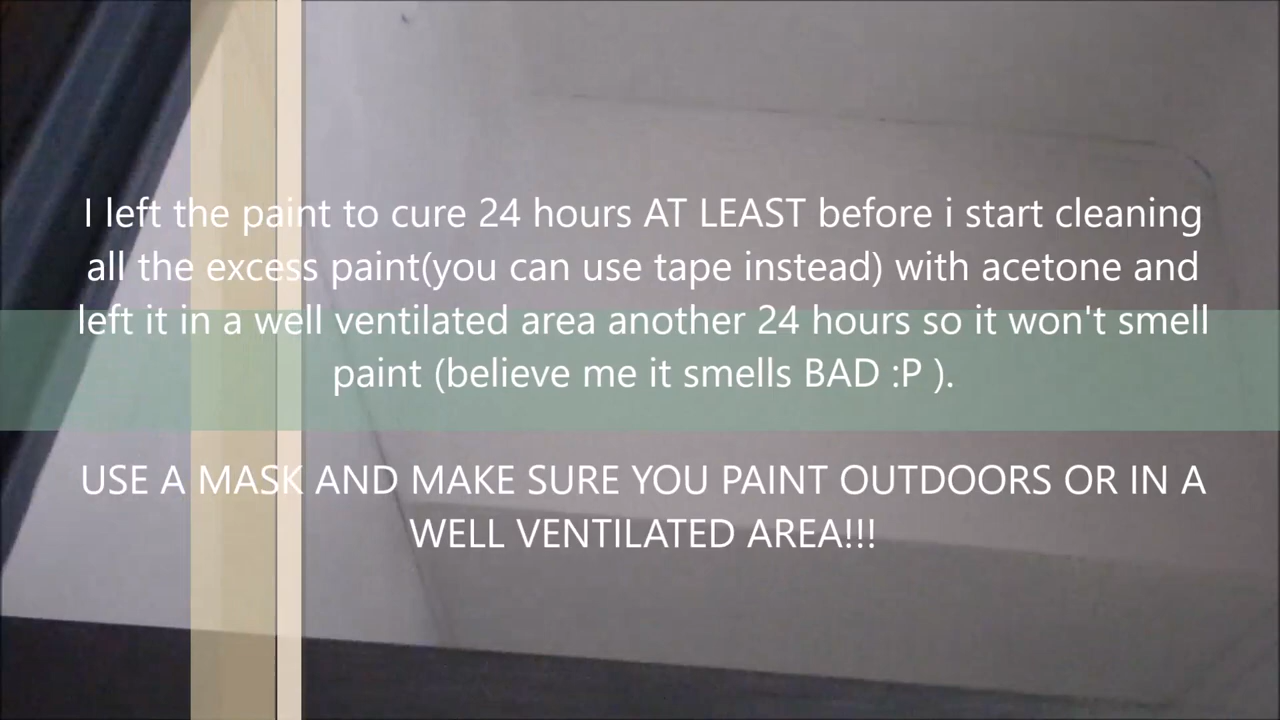 I left the paint to cure 24 hours AT LEAST before i start cleaning
all the excess paint(you can use tape instead) with acetone and
left it in a well ventilated area another 24 hours so it won't smell
paint (believe me it smells BAD :P ).
USE A MASK AND MAKE SURE YOU PAINT OUTDOORS OR IN A
WELL VENTILATED AREA!!!